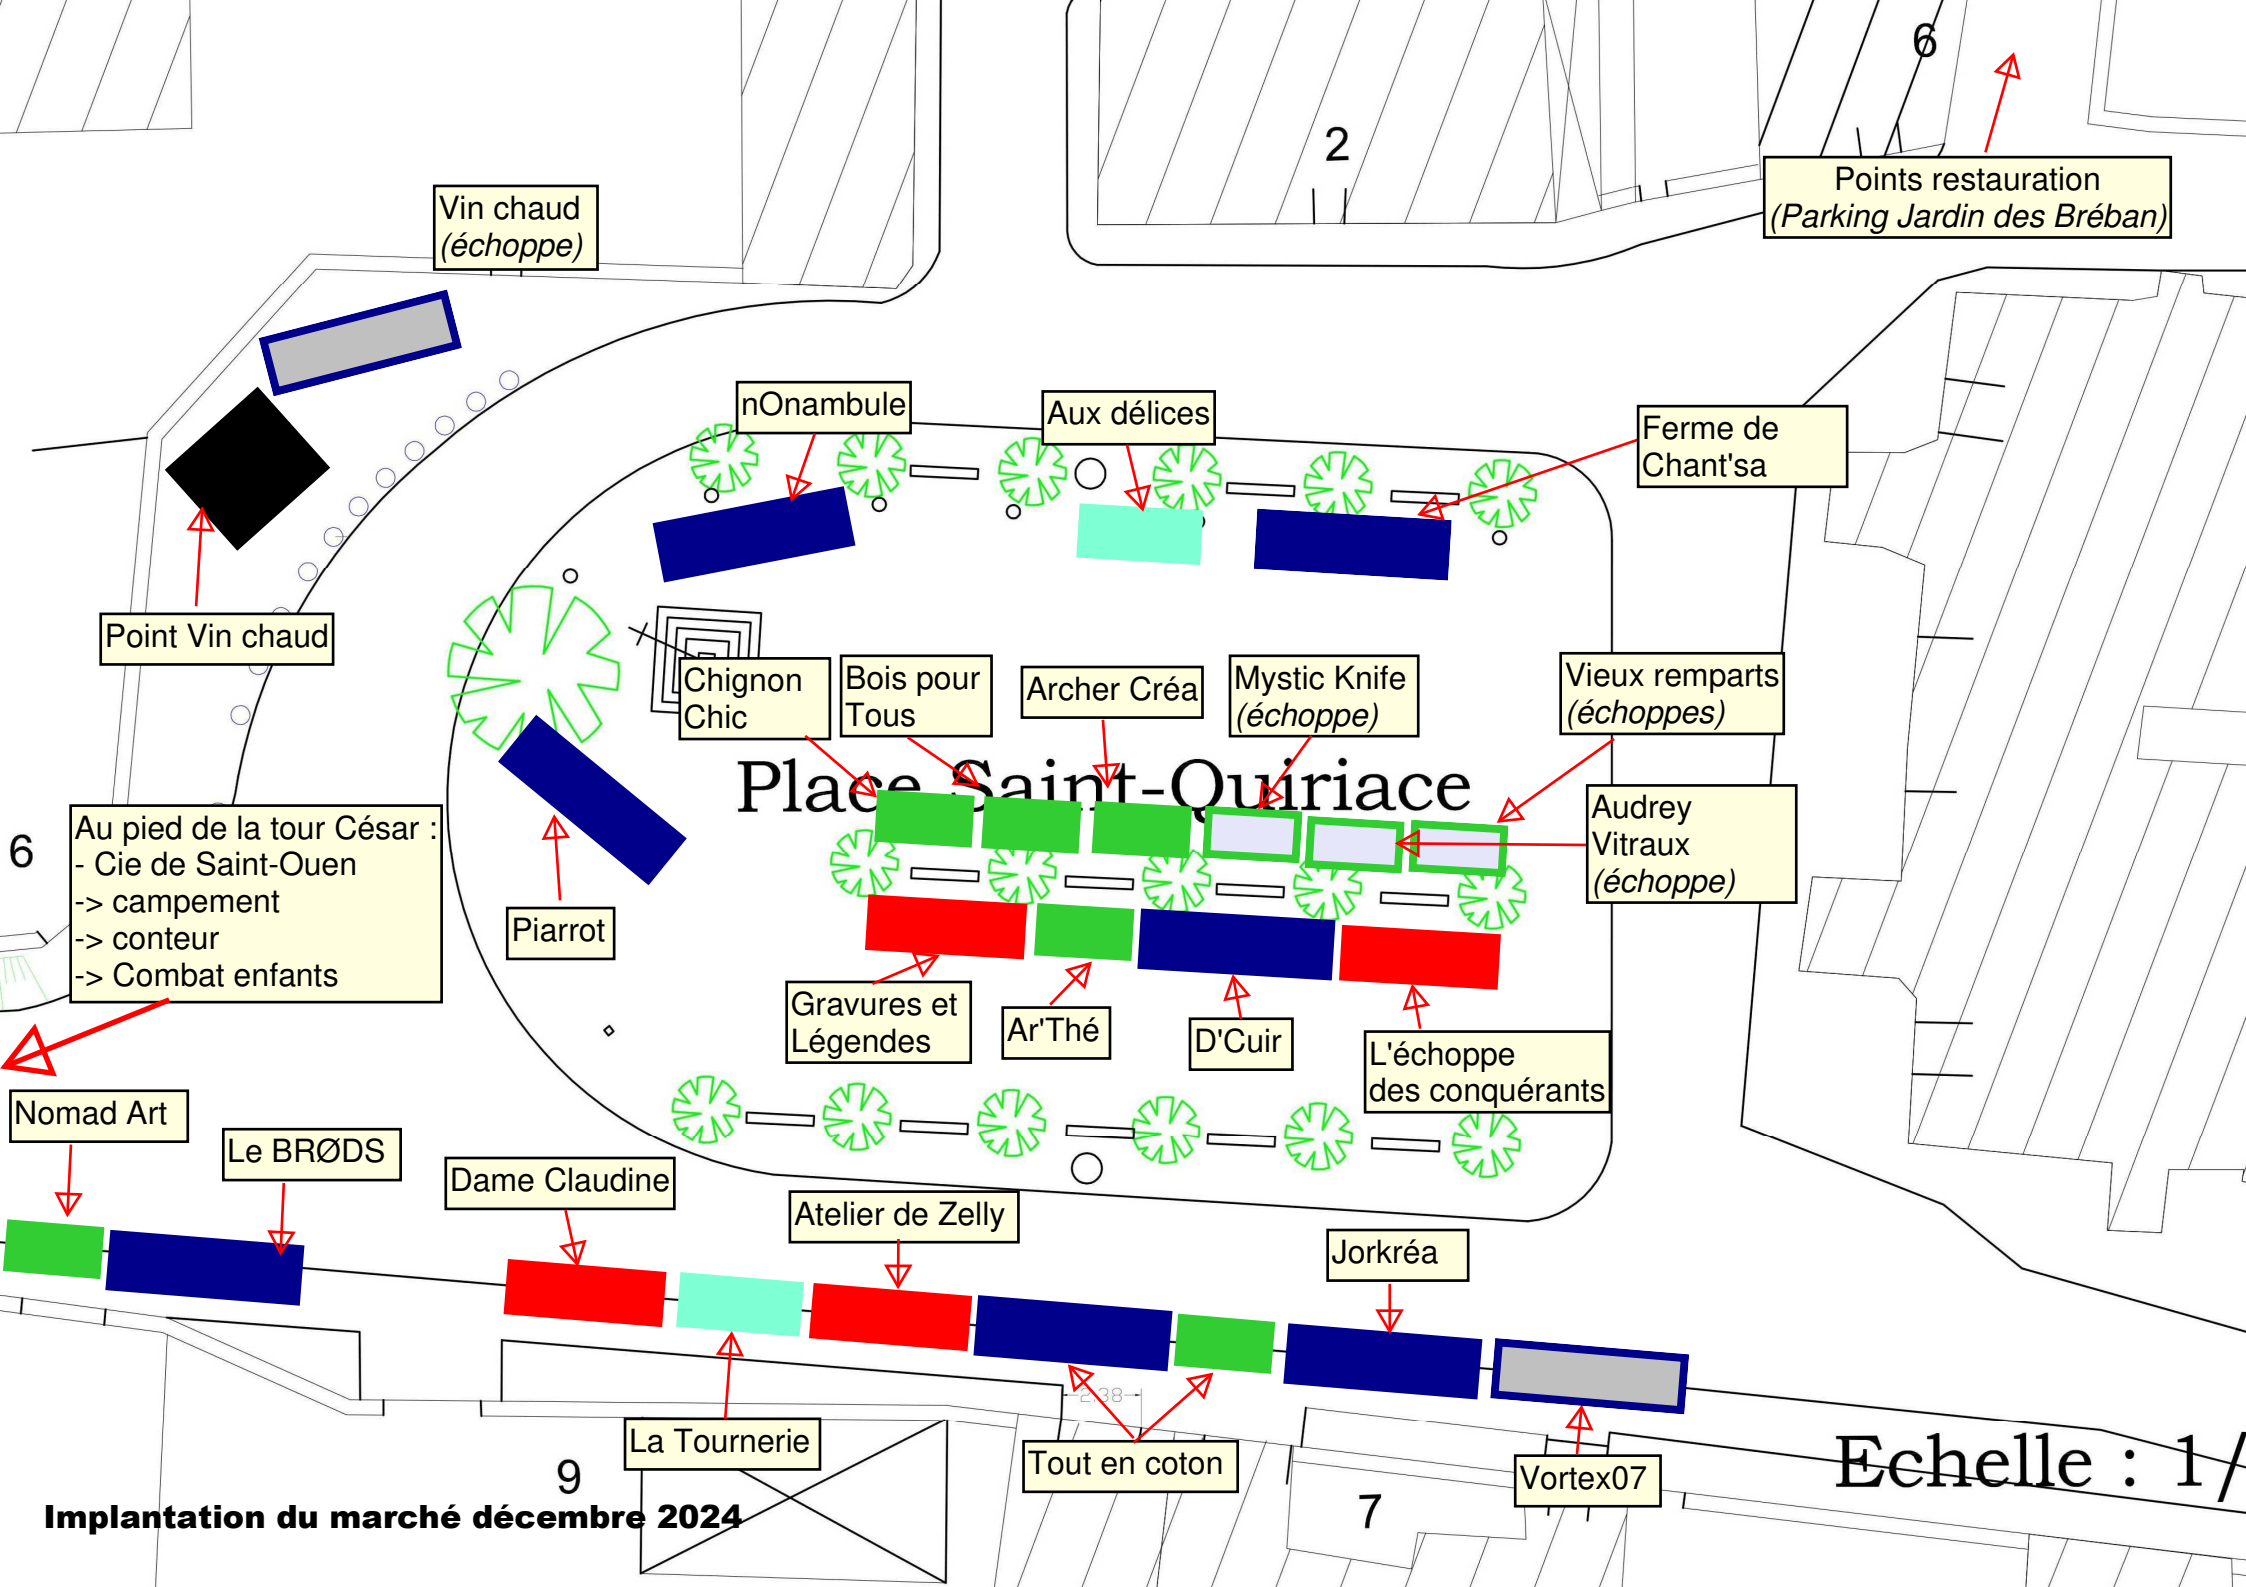 6
2
Points restauration
(Parking Jardin des Bréban)
Vin chaud
(échoppe)
nOnambule
Aux délices
Ferme de
Chant'sa
Point Vin chaud
Chignon
Chic
Bois pour
Tous
Archer Créa
Mystic Knife
(échoppe)
Vieux remparts
(échoppes)
Place Saint-Quiriace
Audrey
Vitraux
(échoppe)
6
Au pied de la tour César :
- Cie de Saint-Ouen
-> campement
-> conteur
-> Combat enfants
Piarrot
Gravures et
Légendes
Ar'Thé
D'Cuir
L'échoppe
des conquérants
Nomad Art
Le BRØDS
Dame Claudine
Atelier de Zelly
Jorkréa
2.38
La Tournerie
Tout en coton
Vortex07
Echelle : 1/
9
7
Implantation du marché décembre 2024